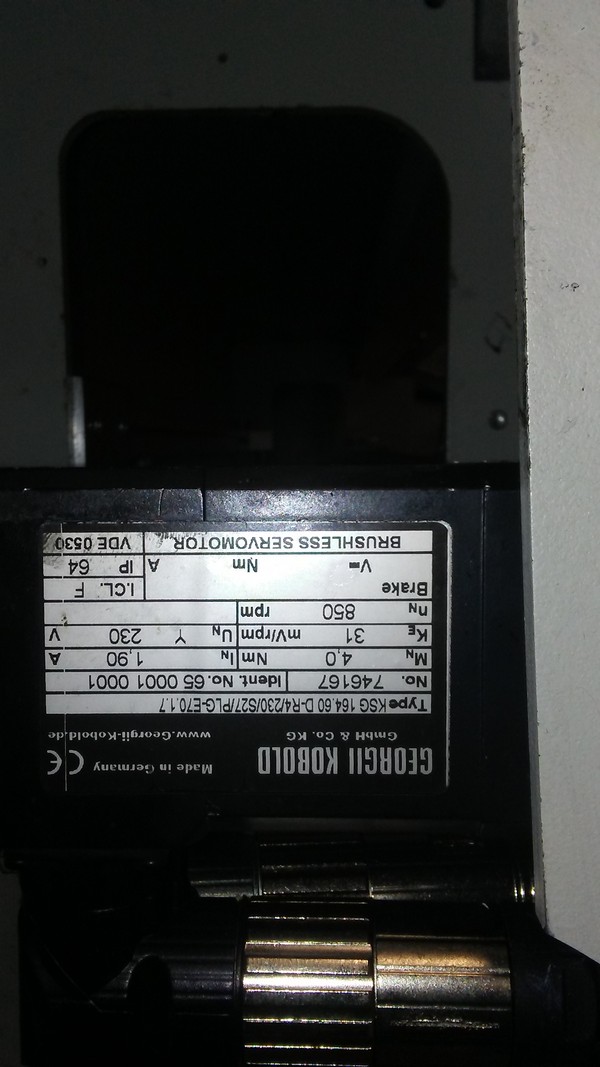 GEORGII KOBOLD Made in Germany CE
GmbH & Co. KG www.Georgii-Kobold.de
Type KSG 164.60 D-R4/230/S27/PLG-E70.1.7
No. 746167 Ident. No. 65 0001 0001
MN 4,0 Nm IN 1,90 A
KE 31 mV/rpm UN 230 Y V
nN 850 rpm
Brake I.CL. F
V= Nm A IP 64
BRUSHLESS SERVOMOTOR VDE 0530